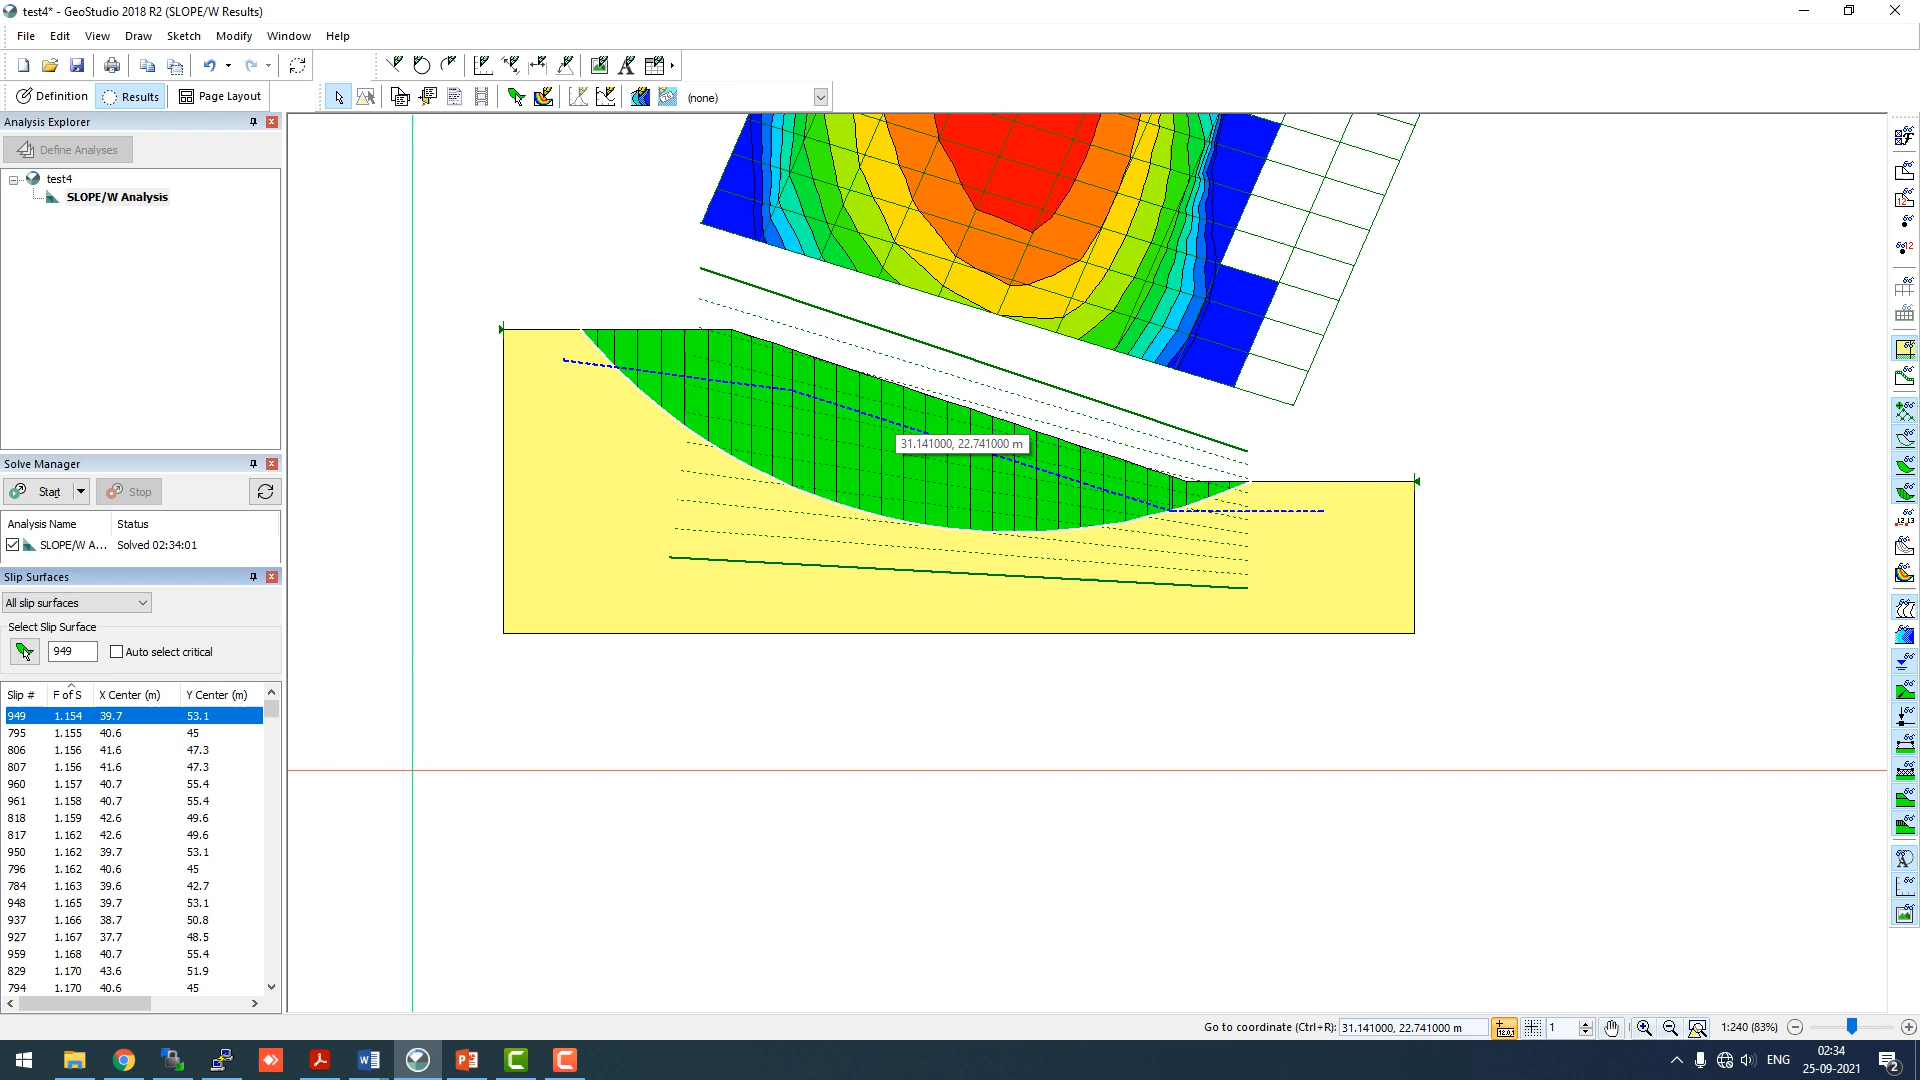 test4* - GeoStudio 2018 R2 (SLOPE/W Results)
File Edit View Draw Sketch Modify Window Help
Definition Results Page Layout (none)
Analysis Explorer
Define Analyses
test4
SLOPE/W Analysis
Solve Manager
Start Stop
Analysis Name Status
SLOPE/W A... Solved 02:34:01
Slip Surfaces
All slip surfaces
Select Slip Surface
949 Auto select critical
Slip # F of S X Center (m) Y Center (m)
949 1.154 39.7 53.1
795 1.155 40.6 45
806 1.156 41.6 47.3
807 1.156 41.6 47.3
960 1.157 40.7 55.4
961 1.158 40.7 55.4
818 1.159 42.6 49.6
817 1.162 42.6 49.6
950 1.162 39.7 53.1
796 1.162 40.6 45
784 1.163 39.6 42.7
948 1.165 39.7 53.1
937 1.166 38.7 50.8
927 1.167 37.7 48.5
959 1.168 40.7 55.4
829 1.170 43.6 51.9
794 1.170 40.6 45
31.141000, 22.741000 m
Go to coordinate (Ctrl+R): 31.141000, 22.741000 m 1 1:240 (83%)
ENG 02:34
25-09-2021 2